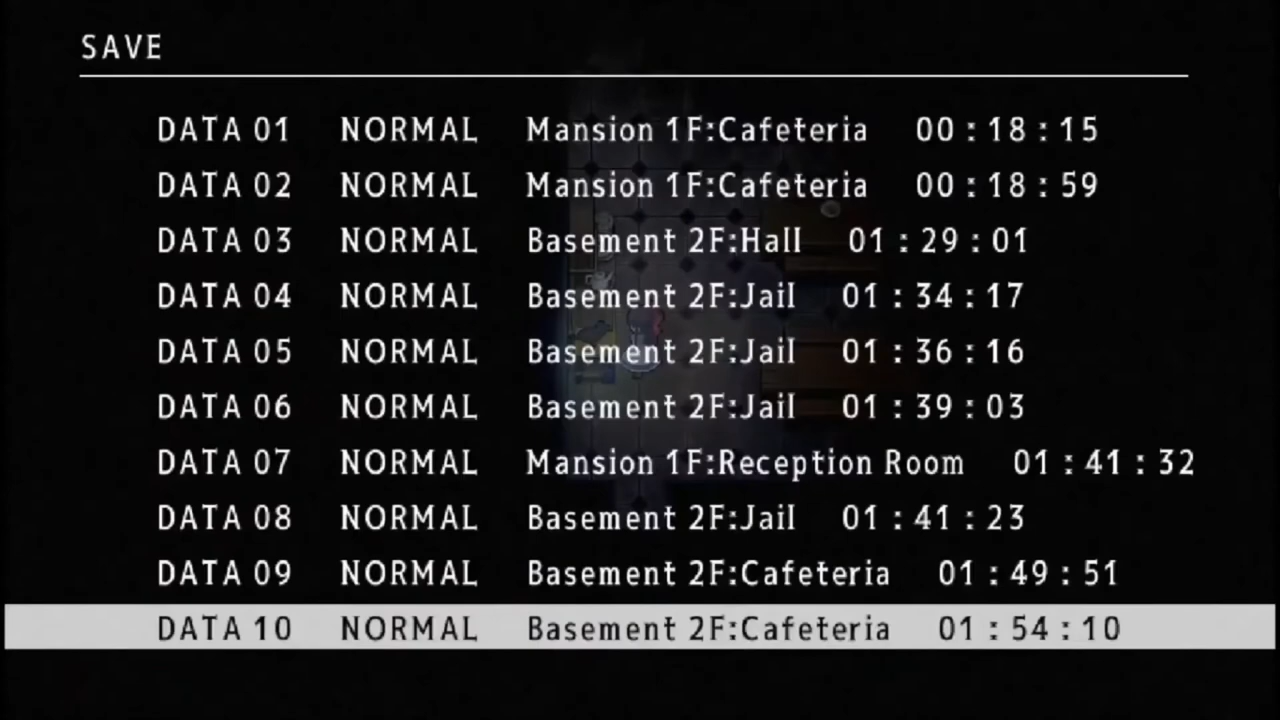 SAVE
DATA 01 NORMAL Mansion 1F:Cafeteria 00:18:15
DATA 02 NORMAL Mansion 1F:Cafeteria 00:18:59
DATA 03 NORMAL Basement 2F:Hall 01:29:01
DATA 04 NORMAL Basement 2F:Jail 01:34:17
DATA 05 NORMAL Basement 2F:Jail 01:36:16
DATA 06 NORMAL Basement 2F:Jail 01:39:03
DATA 07 NORMAL Mansion 1F:Reception Room 01:41:32
DATA 08 NORMAL Basement 2F:Jail 01:41:23
DATA 09 NORMAL Basement 2F:Cafeteria 01:49:51
DATA 10 NORMAL Basement 2F:Cafeteria 01:54:10